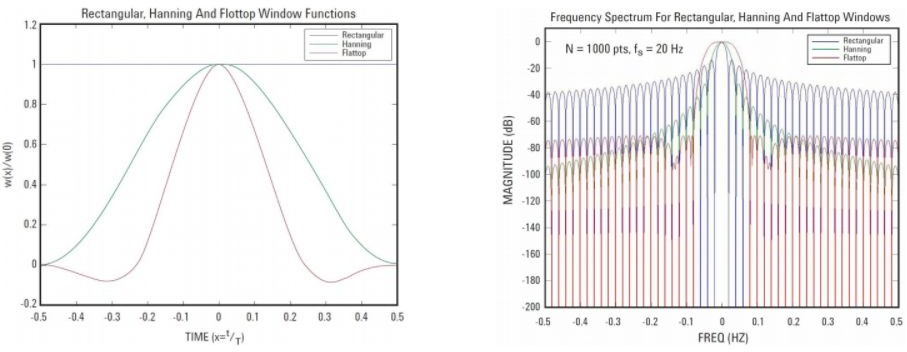 Rectangular, Hanning And Flottop Window Functions
1.2
1
0.8
0.6
0.4
0.2
0
-0.2
w(x)/w(0)
Rectangular
Hanning
Flattop
-0.5 -0.4 -0.3 -0.2 -0.1 0 0.1 0.2 0.3 0.4 0.5
TIME (x=t/T)
Frequency Spectrum For Rectangular, Hanning And Flattop Windows
0
-20
-40
-60
-80
-100
-120
-140
-160
-180
-200
MAGNITUDE (dB)
N = 1000 pts, fs = 20 Hz
Rectangular
Hanning
Flattop
-0.5 -0.4 -0.3 -0.2 -0.1 0 0.1 0.2 0.3 0.4 0.5
FREQ (HZ)